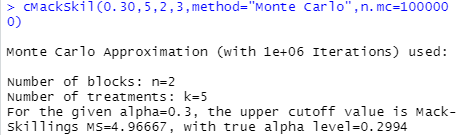 > cMackSkil(0.30,5,2,3,method="Monte Carlo",n.mc=100000
0)
Monte Carlo Approximation (with 1e+06 Iterations) used:
Number of blocks: n=2
Number of treatments: k=5
For the given alpha=0.3, the upper cutoff value is Mack-
Skillings MS=4.96667, with true alpha level=0.2994